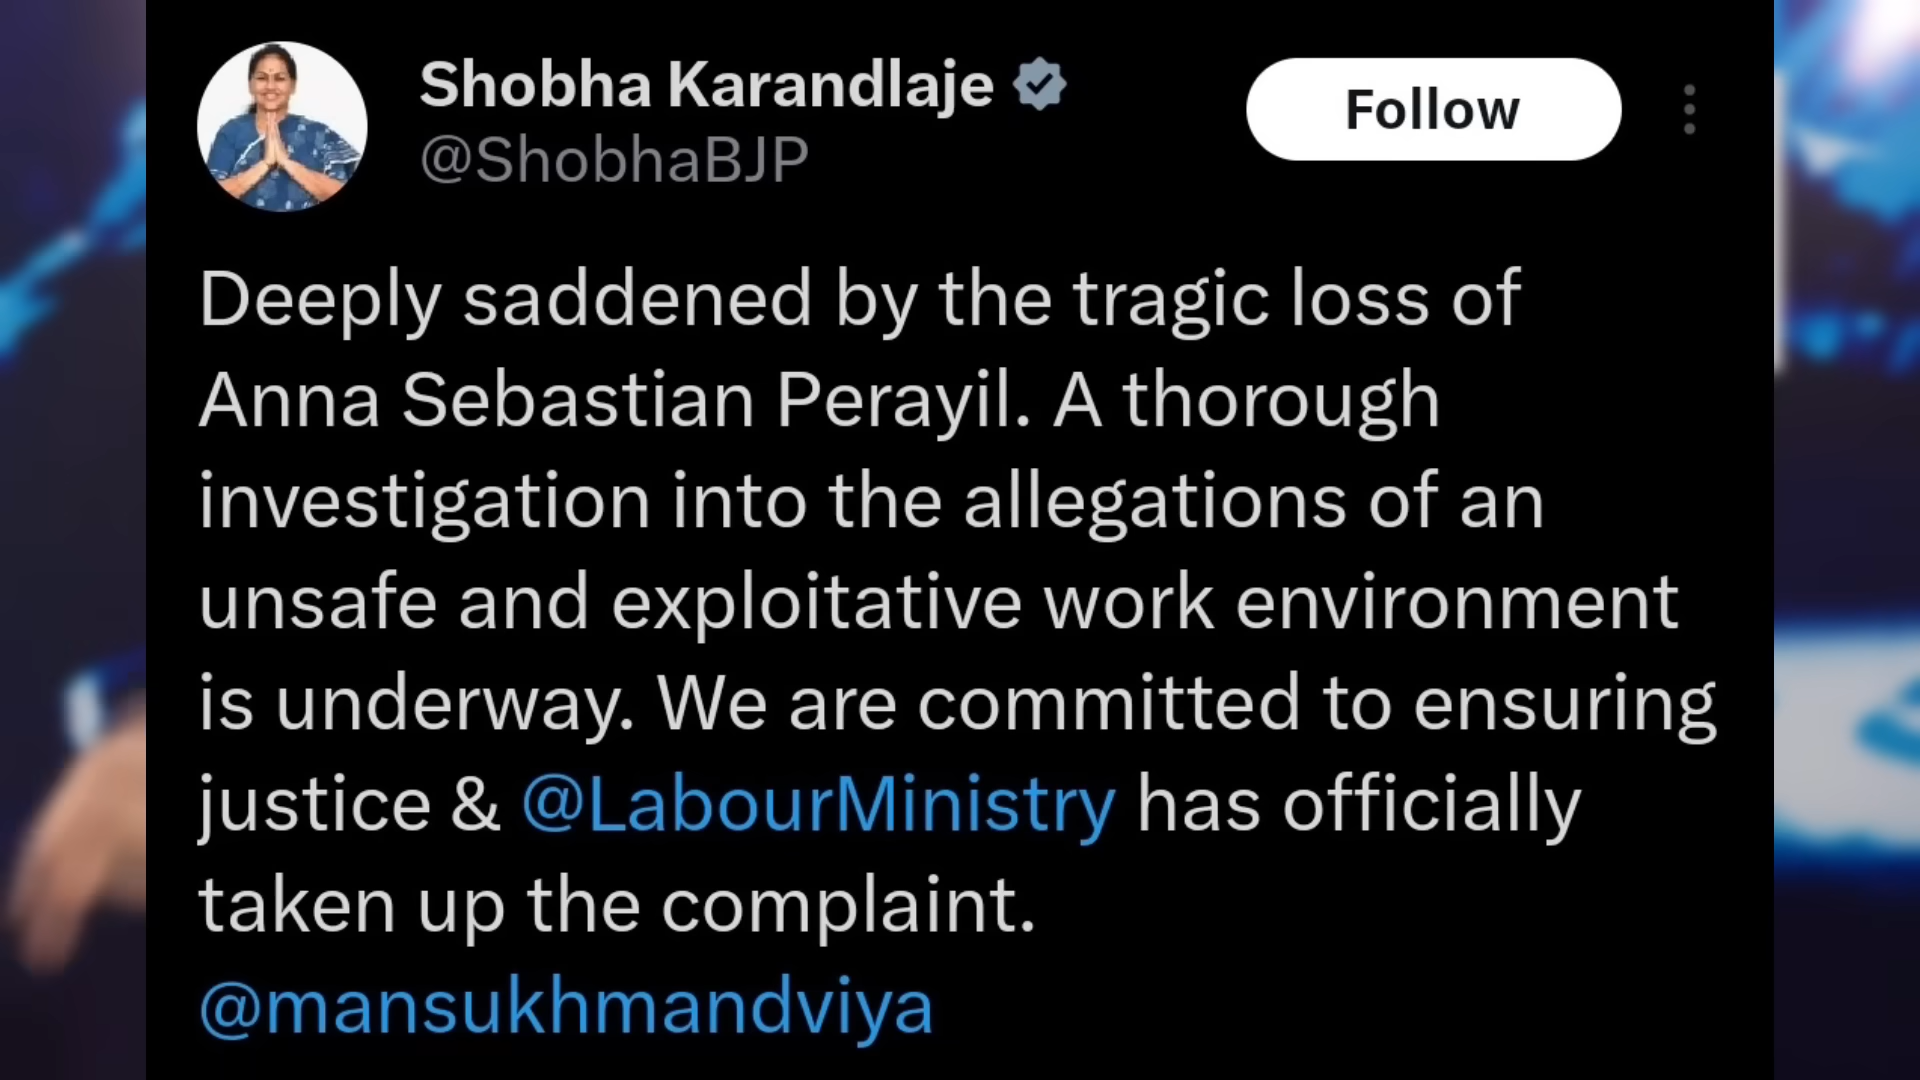 Shobha Karandlaje
@ShobhaBJP
Follow
Deeply saddened by the tragic loss of
Anna Sebastian Perayil. A thorough
investigation into the allegations of an
unsafe and exploitative work environment
is underway. We are committed to ensuring
justice & @LabourMinistry has officially
taken up the complaint.
@mansukhmandviya